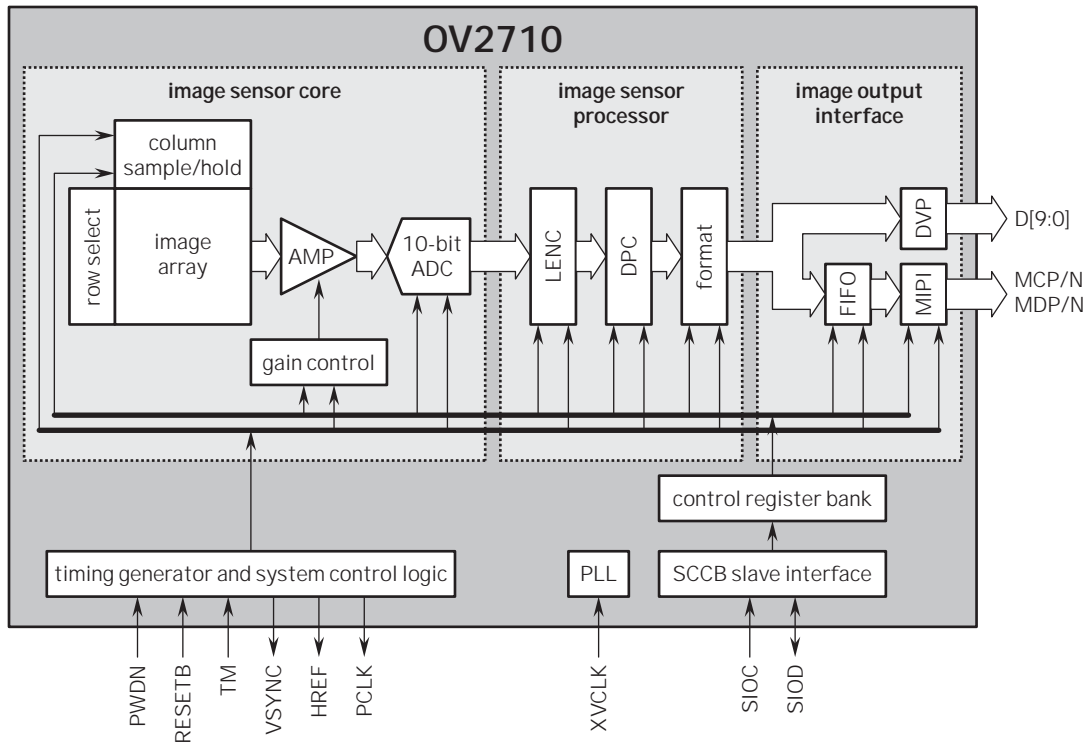 OV2710
image sensor core
image sensor
processor
image output
interface
column
sample/hold
row select
image
array
AMP
10-bit
ADC
gain control
LENC
DPC
format
FIFO
DVP
MIPI
D[9:0]
MCP/N
MDP/N
control register bank
timing generator and system control logic
PLL
SCCB slave interface
PWDN
RESETB
TM
VSYNC
HREF
PCLK
XVCLK
SIOC
SIOD